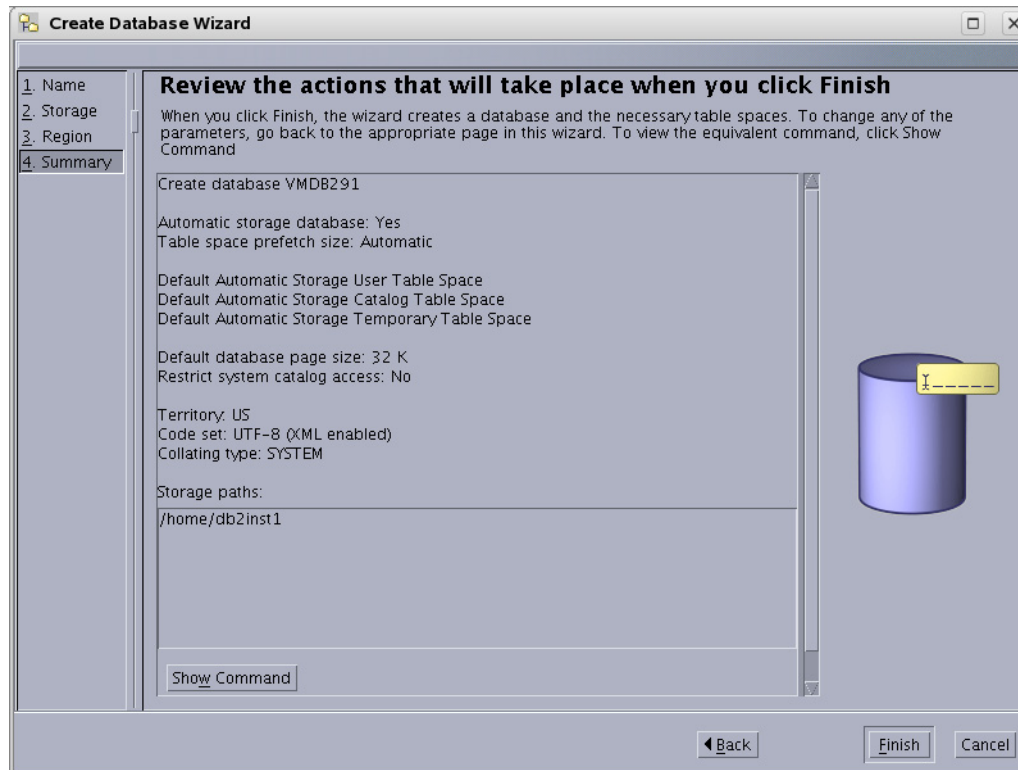 Create Database Wizard
1. Name
2. Storage
3. Region
4. Summary
Review the actions that will take place when you click Finish
When you click Finish, the wizard creates a database and the necessary table spaces. To change any of the
parameters, go back to the appropriate page in this wizard. To view the equivalent command, click Show
Command
Create database VMDB291
Automatic storage database: Yes
Table space prefetch size: Automatic
Default Automatic Storage User Table Space
Default Automatic Storage Catalog Table Space
Default Automatic Storage Temporary Table Space
Default database page size: 32 K
Restrict system catalog access: No
Territory: US
Code set: UTF-8 (XML enabled)
Collating type: SYSTEM
Storage paths:
/home/db2inst1
Show Command
Back
Finish
Cancel